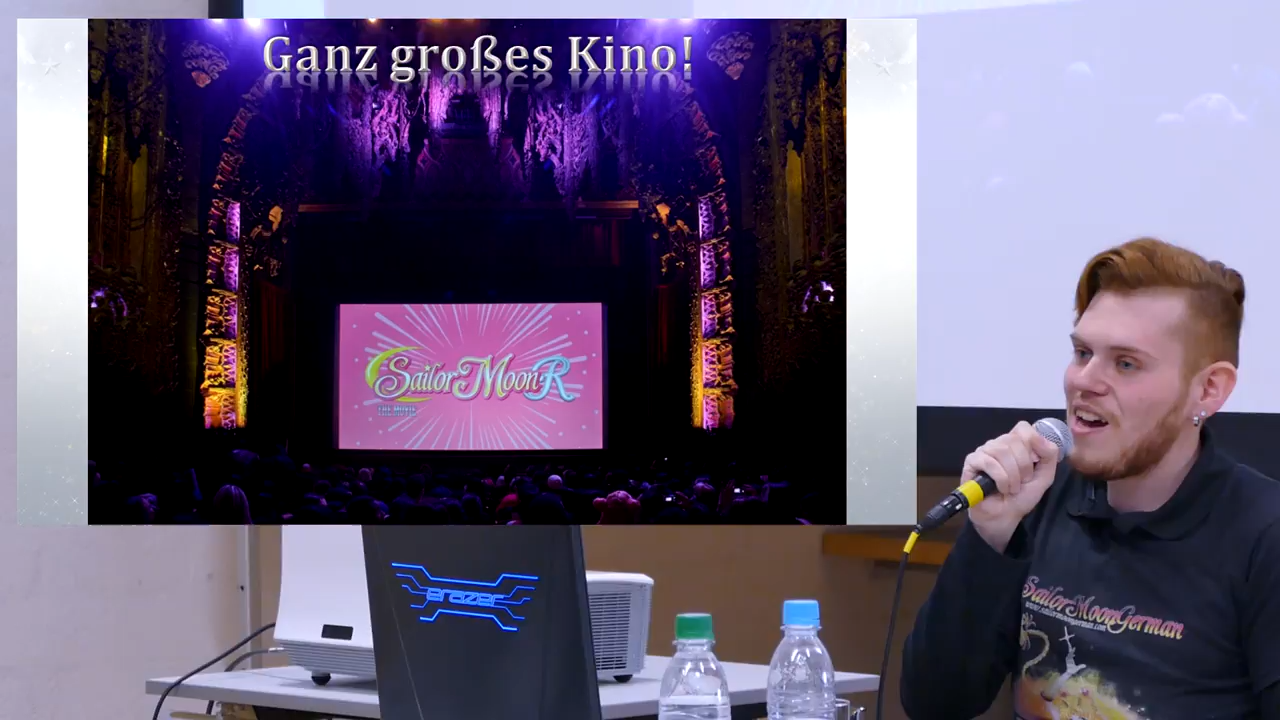 Ganz großes Kino!
Sailor Moon R
THE MOVIE
erazer
SailorMoonGerman